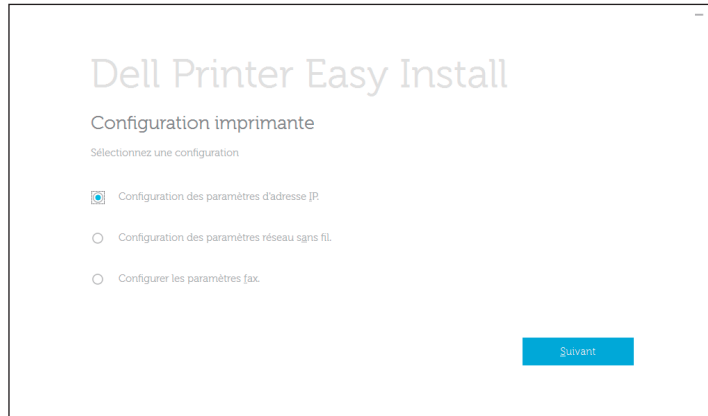 Dell Printer Easy Install
Configuration imprimante
Sélectionnez une configuration
Configuration des paramètres d'adresse IP.
Configuration des paramètres réseau sans fil.
Configurer les paramètres fax.
Suivant